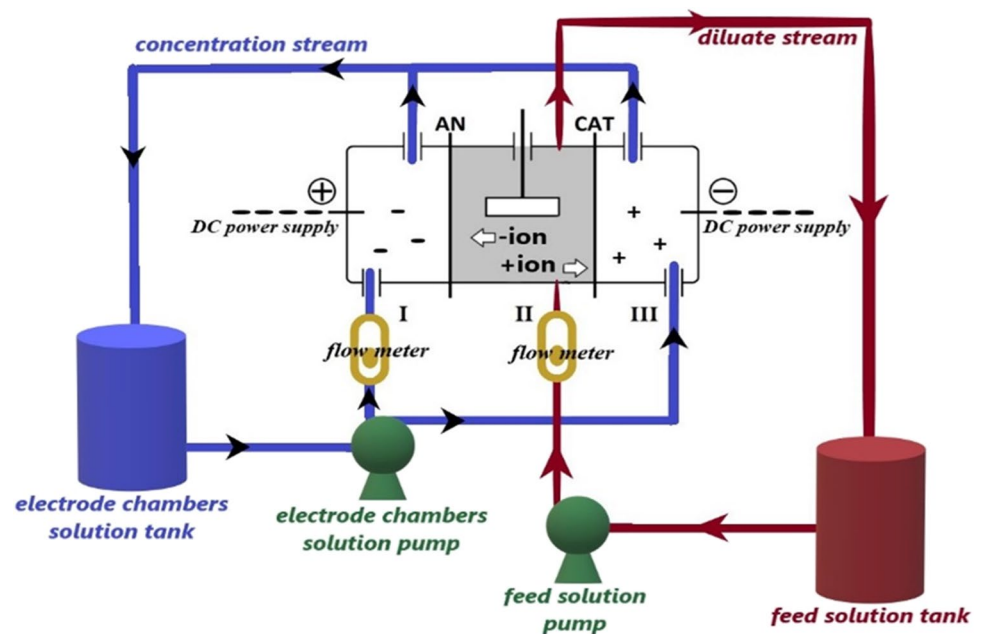 concentration stream
diluate stream
AN
CAT
+
-
DC power supply
DC power supply
-
-
-
+
+
+
-ion
+ion
I
II
III
flow meter
flow meter
electrode chambers
solution tank
electrode chambers
solution pump
feed solution
pump
feed solution tank